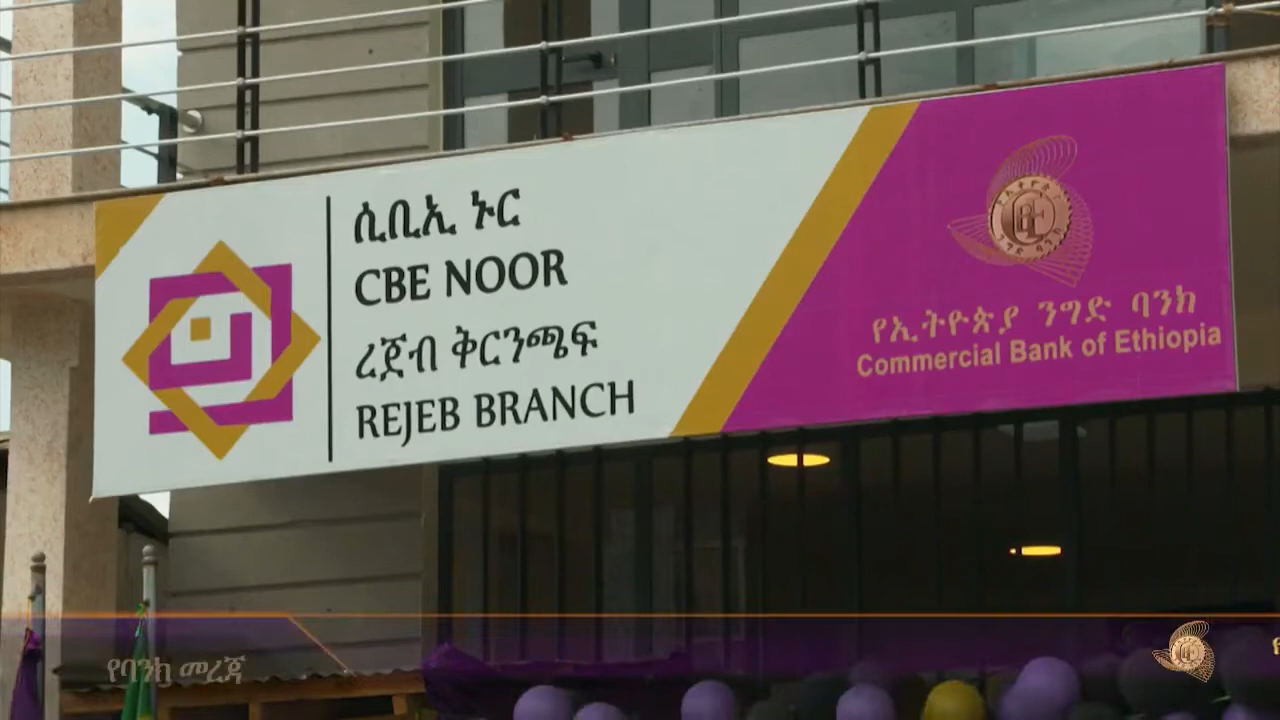 ሲቢኢ ኑር
CBE NOOR
ረጀብ ቅርንጫፍ
REJEB BRANCH
የኢትዮጵያ ንግድ ባንክ
Commercial Bank of Ethiopia
የባንክ መረጃ